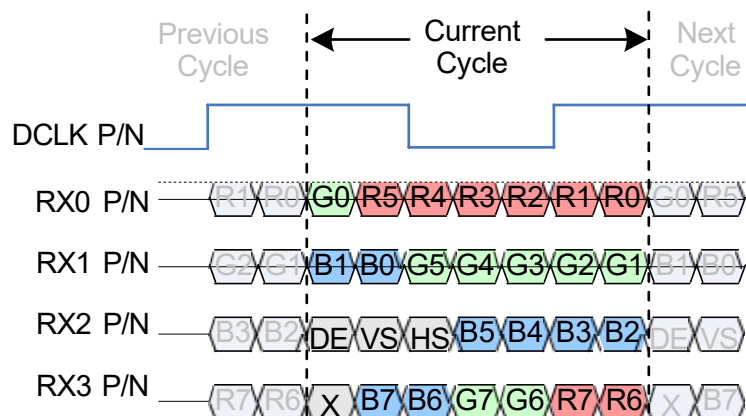 Previous Cycle
Current Cycle
Next Cycle
DCLK P/N
RX0 P/N R1 R0 G0 R5 R4 R3 R2 R1 R0 G0 R5
RX1 P/N G2 G1 B1 B0 G5 G4 G3 G2 G1 B1 B0
RX2 P/N B3 B2 DE VS HS B5 B4 B3 B2 DE VS
RX3 P/N R7 R6 X B7 B6 G7 G6 R7 R6 X B7